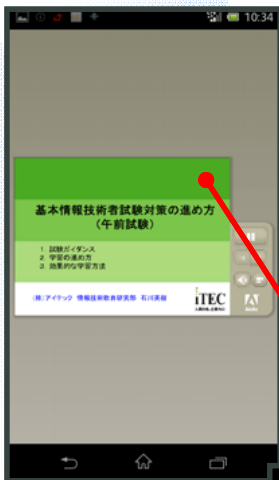 10:34
基本情報技術者試験対策の進め方
(午前試験)
1. 試験ガイダンス
2. 学習の進め方
3. 効果的な学習方法
(株)アイテック 情報技術教育研究部 石川英樹
iTEC
Adobe